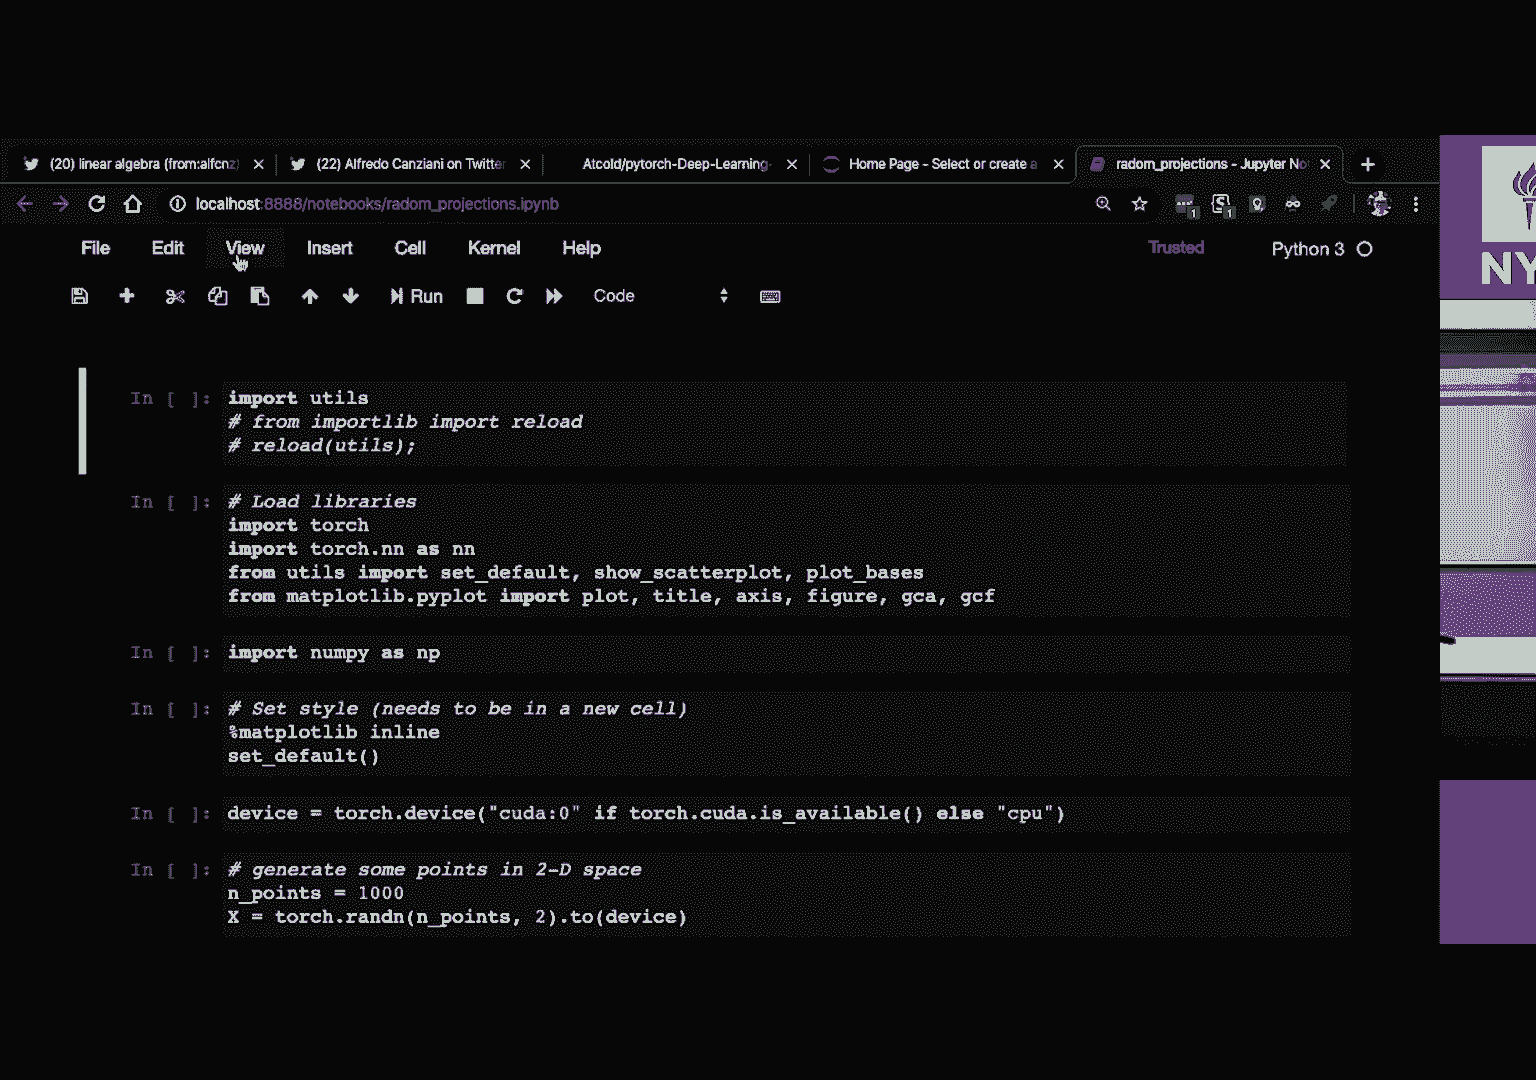 (20) linear algebra (from:alfcnz)
(22) Alfredo Canziani on Twitte
Atcold/pytorch-Deep-Learning-
Home Page - Select or create a
radom_projections - Jupyter No
localhost:8888/notebooks/radom_projections.ipynb
1
1
File Edit View Insert Cell Kernel Help
Trusted
Python 3
Run
Code
NY
In [ ]: import utils
# from importlib import reload
# reload(utils);
In [ ]: # Load libraries
import torch
import torch.nn as nn
from utils import set_default, show_scatterplot, plot_bases
from matplotlib.pyplot import plot, title, axis, figure, gca, gcf
In [ ]: import numpy as np
In [ ]: # Set style (needs to be in a new cell)
%matplotlib inline
set_default()
In [ ]: device = torch.device("cuda:0" if torch.cuda.is_available() else "cpu")
In [ ]: # generate some points in 2-D space
n_points = 1000
X = torch.randn(n_points, 2).to(device)